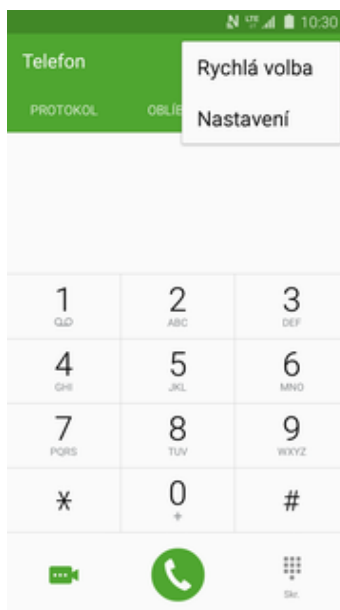 10:30
Telefon
Rychlá volba
PROTOKOL
Nastavení
1
2 ABC
3 DEF
4 GHI
5 JKL
6 MNO
7 PQRS
8 TUV
9 WXYZ
*
0 +
#
Skr.